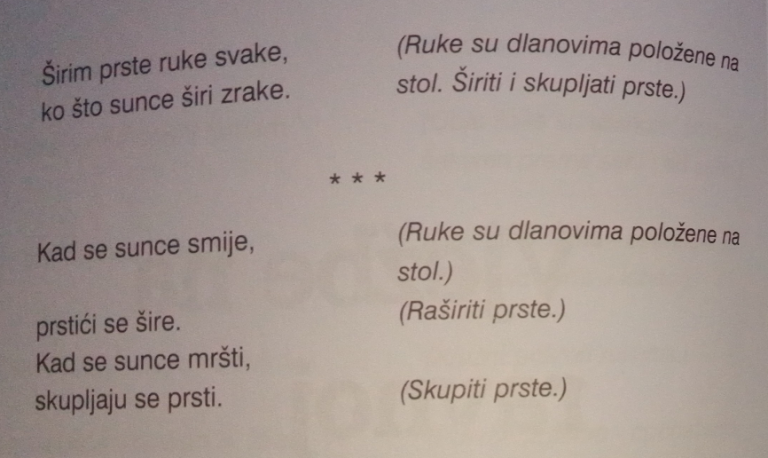 Širim prste ruke svake, (Ruke su dlanovima položene na
ko što sunce širi zrake. stol. Širiti i skupljati prste.)
* * *
Kad se sunce smije, (Ruke su dlanovima položene na
stol.)
prstići se šire. (Raširiti prste.)
Kad se sunce mršti,
skupljaju se prsti. (Skupiti prste.)